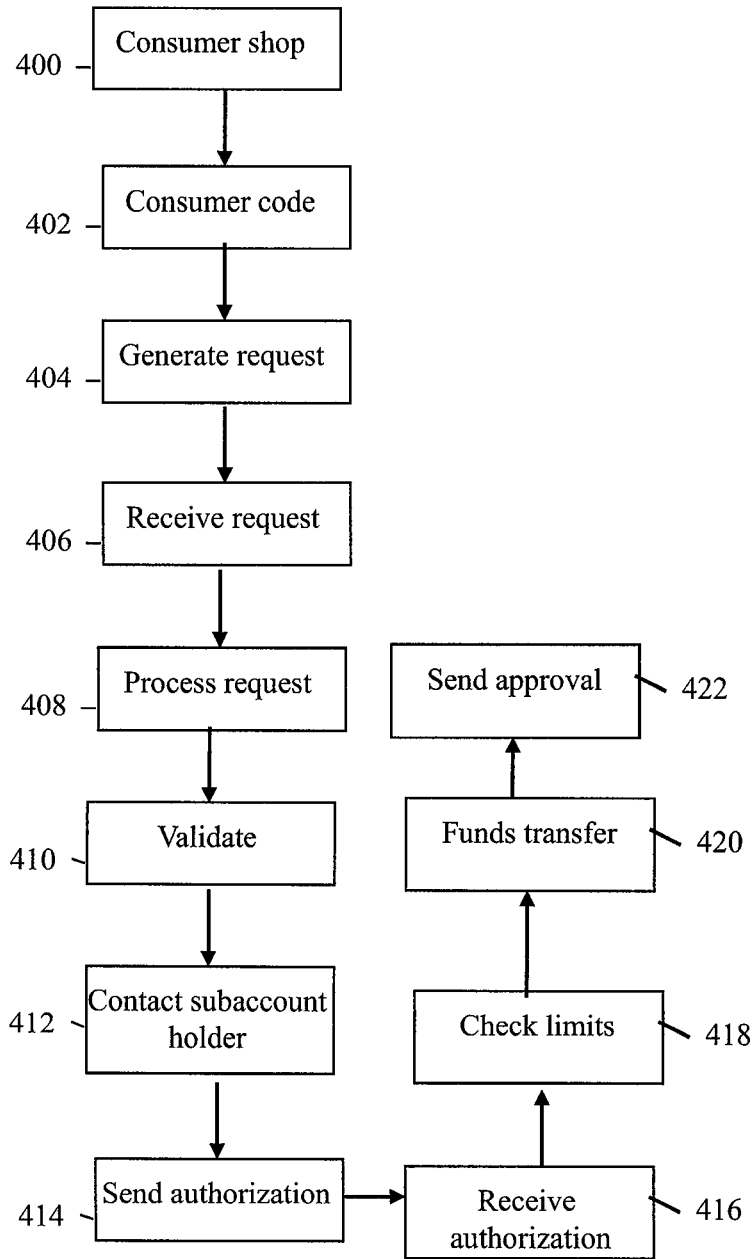 Consumer shop
400
Consumer code
402
Generate request
404
Receive request
406
Process request
408
Validate
410
Contact subaccount
holder
412
Send authorization
414
Receive
authorization
416
Check limits
418
Funds transfer
420
Send approval
422